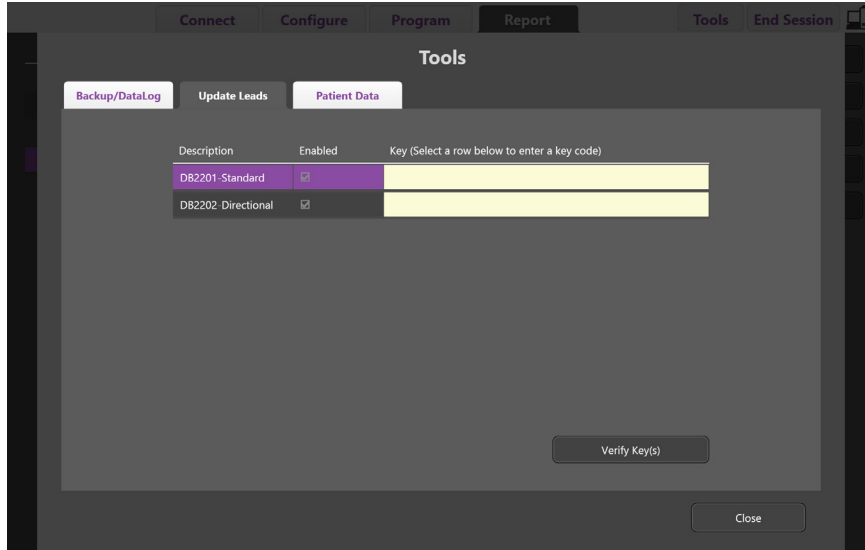 Connect Configure Program Report Tools End Session
Tools
Backup/DataLog Update Leads Patient Data
Description Enabled Key (Select a row below to enter a key code)
DB2201-Standard
DB2202-Directional
Verify Key(s)
Close